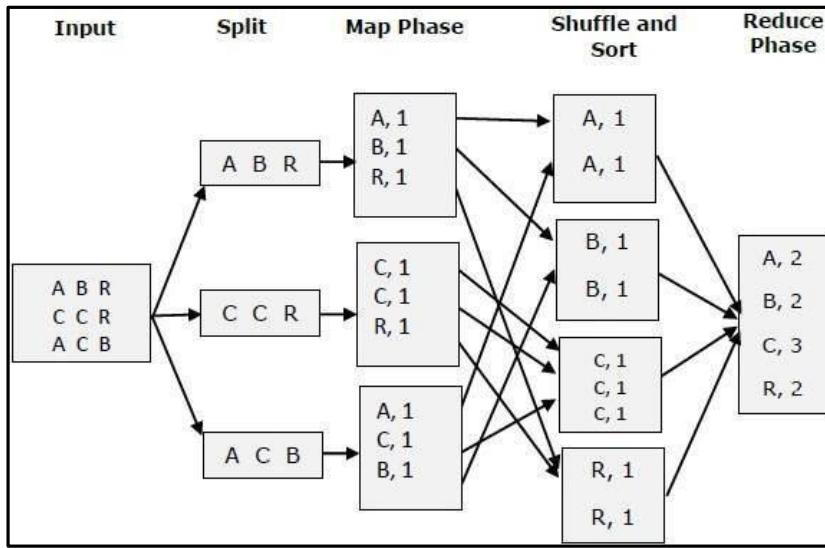 Input
Split
Map Phase
Shuffle and
Sort
Reduce
Phase
A B R
C C R
A C B
A B R
C C R
A C B
A, 1
B, 1
R, 1
C, 1
C, 1
R, 1
A, 1
C, 1
B, 1
A, 1
A, 1
B, 1
B, 1
C, 1
C, 1
C, 1
R, 1
R, 1
A, 2
B, 2
C, 3
R, 2